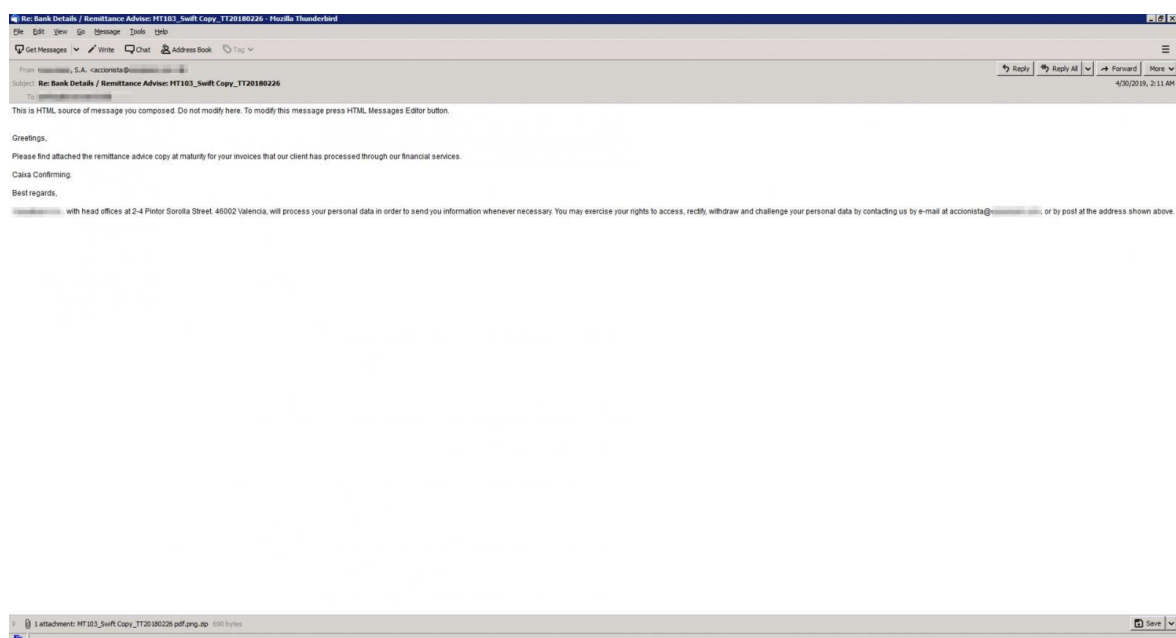 Re: Bank Details / Remittance Advise: MT103_Swift Copy_TT20180226 - Mozilla Thunderbird
File Edit View Go Message Tools Help
Get Messages Write Chat Address Book Tag
From , S.A. <accionista@
Reply Reply All Forward More
Subject Re: Bank Details / Remittance Advise: MT103_Swift Copy_TT20180226
4/30/2019, 2:11 AM
To
This is HTML source of message you composed. Do not modify here. To modify this message press HTML Messages Editor button.
Greetings,
Please find attached the remittance advice copy at maturity for your invoices that our client has processed through our financial services.
Caixa Confirming.
Best regards,
, with head offices at 2-4 Pintor Sorolla Street. 46002 Valencia, will process your personal data in order to send you information whenever necessary. You may exercise your rights to access, rectify, withdraw and challenge your personal data by contacting us by e-mail at accionista@ , or by post at the address shown above.
1 attachment: MT103_Swift Copy_TT20180226 pdf.png.zip 690 bytes
Save